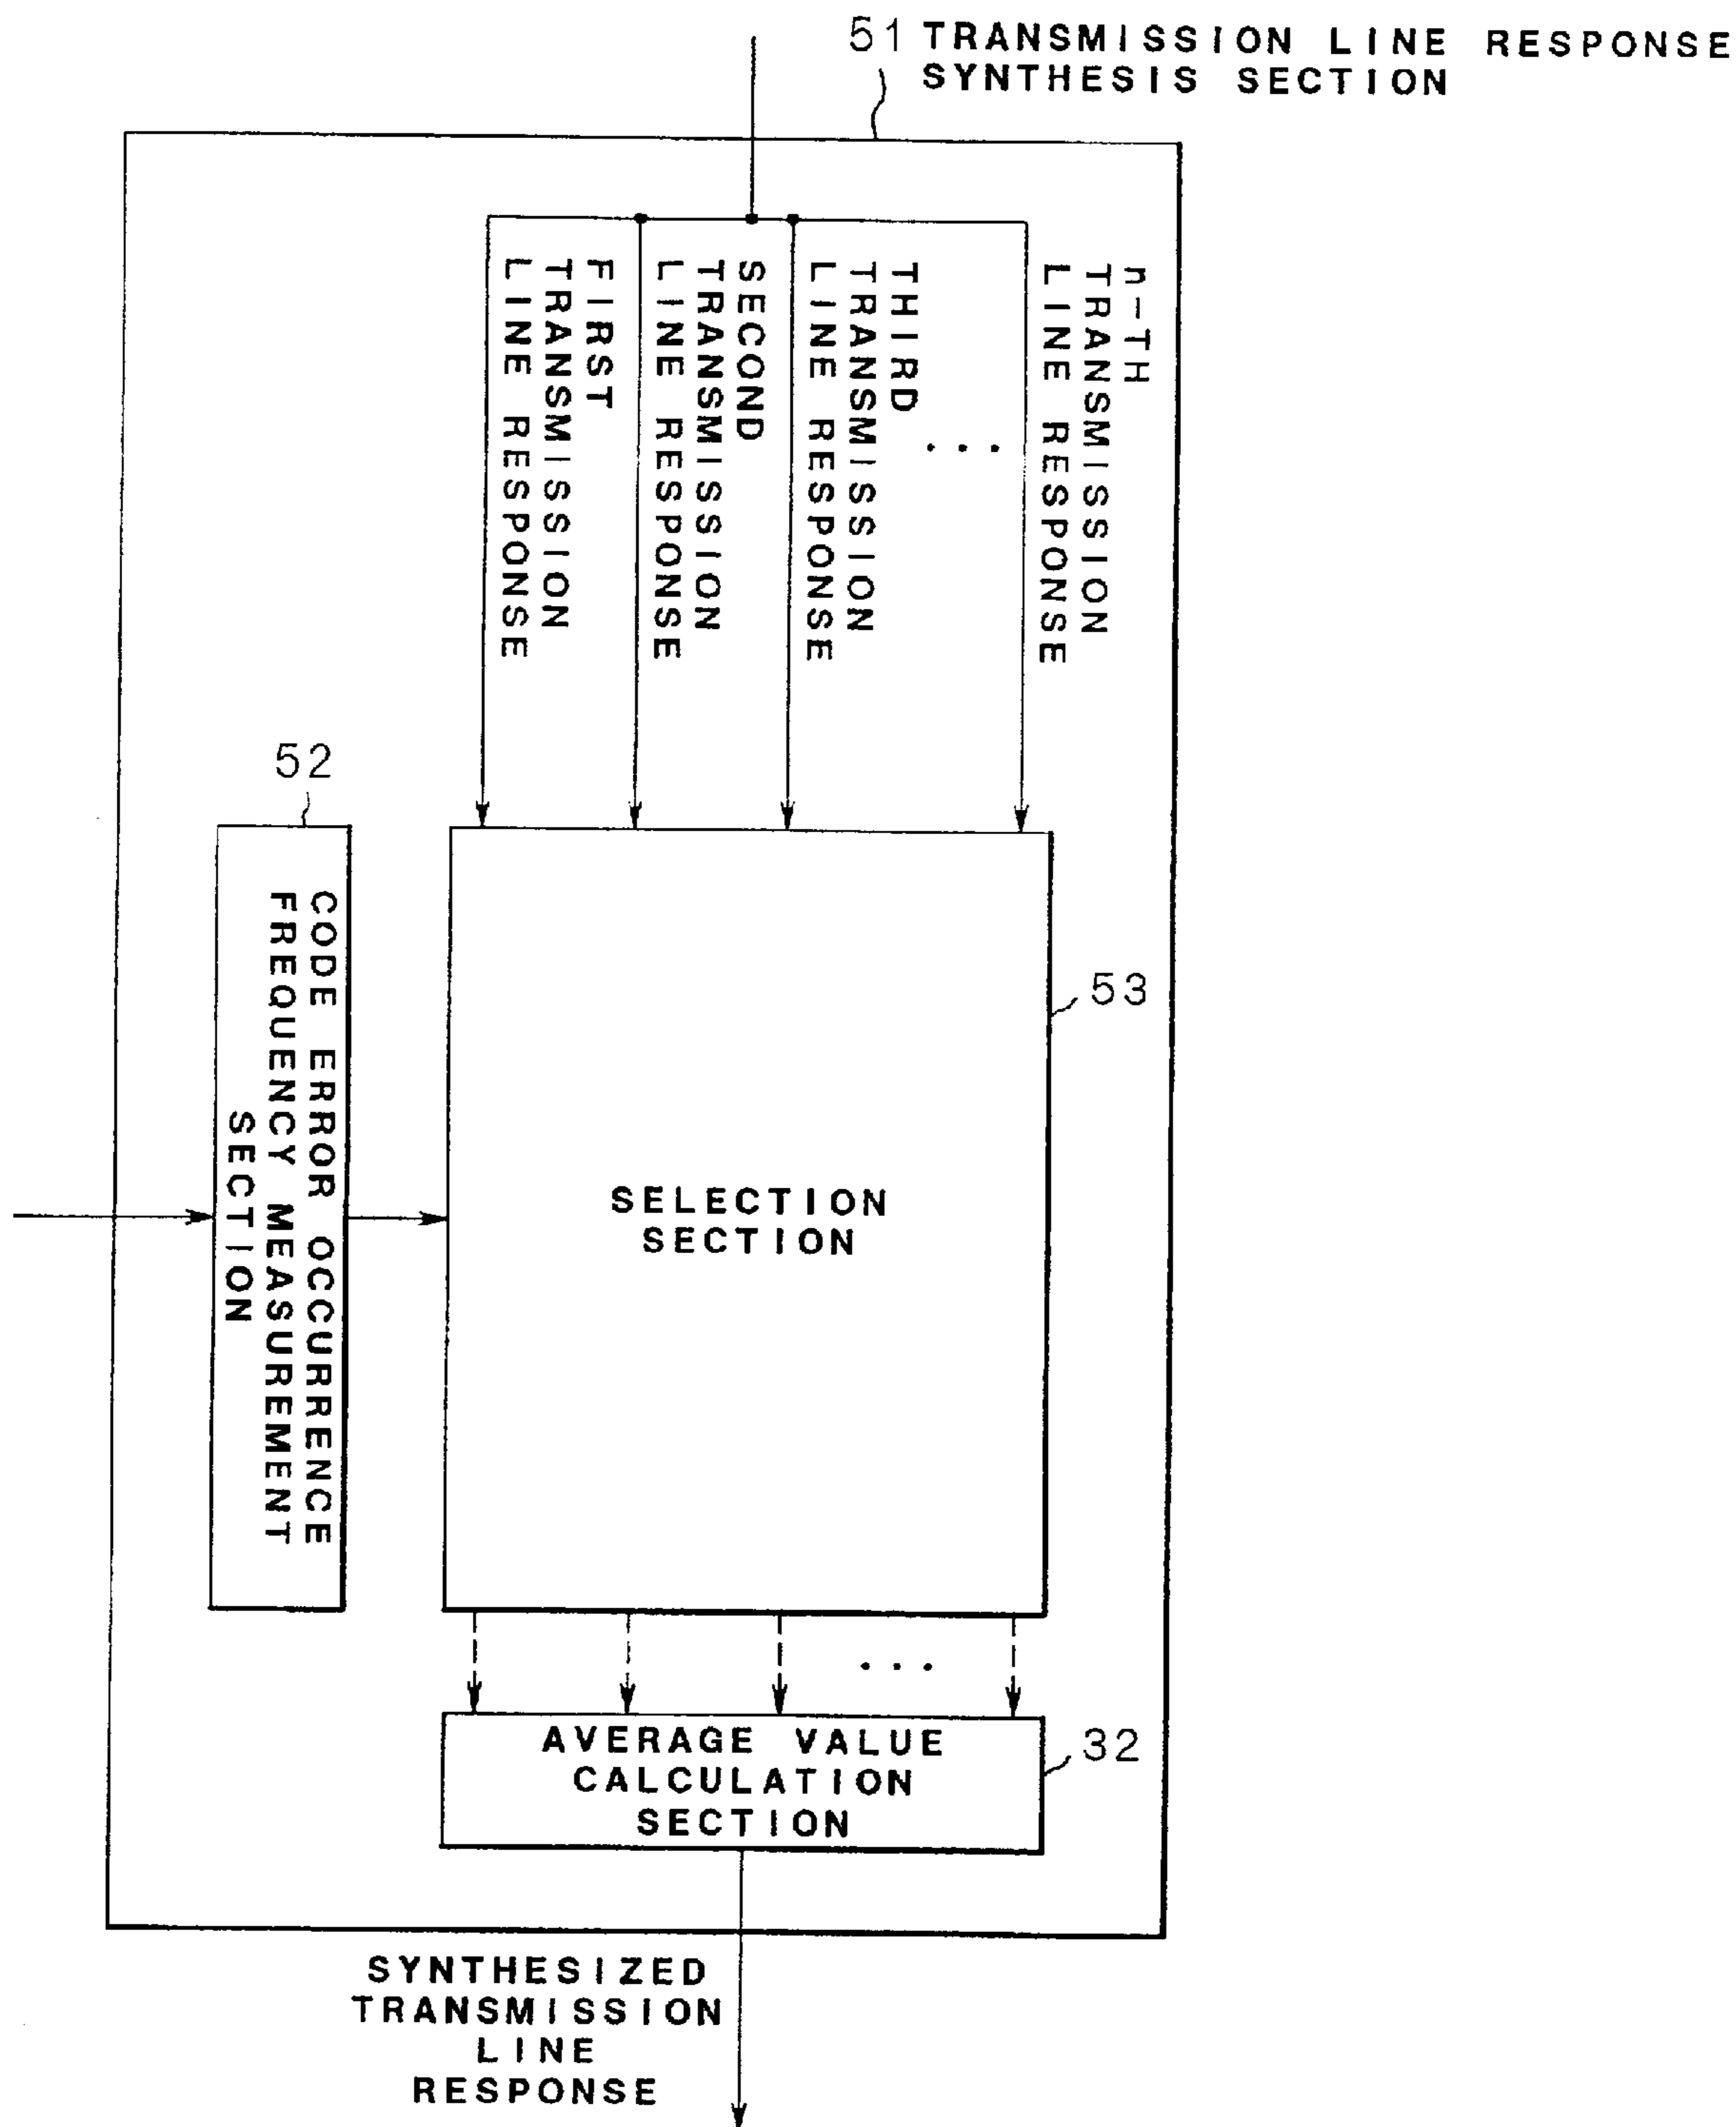 51 TRANSMISSION LINE RESPONSE
SYNTHESIS SECTION
FIRST
TRANSMISSION
LINE RESPONSE
SECOND
TRANSMISSION
LINE RESPONSE
THIRD
TRANSMISSION
LINE RESPONSE
...
n-TH
TRANSMISSION
LINE RESPONSE
52
CODE ERROR OCCURRENCE
FREQUENCY MEASUREMENT
SECTION
53
SELECTION
SECTION
...
AVERAGE VALUE
CALCULATION
SECTION
32
SYNTHESIZED
TRANSMISSION
LINE
RESPONSE